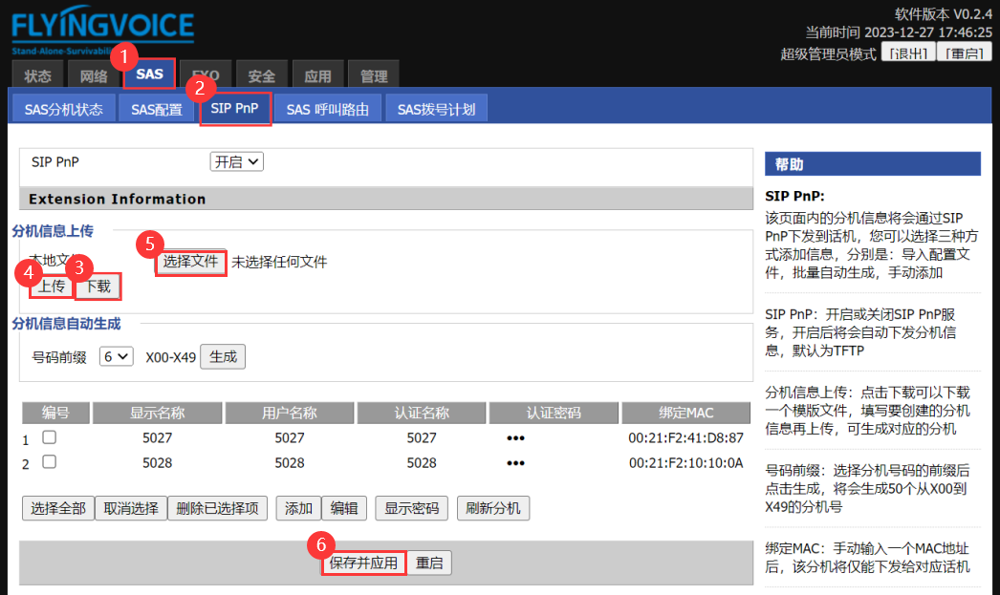 FLYINGVOICE
软件版本 V0.2.4
Stand-Alone-Survivabili
当前时间 2023-12-27 17:46:25
超级管理员模式 [退出] [重启]
1
状态 网络 SAS FXO 安全 应用 管理
2
SAS分机状态 SAS配置 SIP PnP SAS 呼叫路由 SAS拨号计划
SIP PnP 开启
Extension Information
分机信息上传
5
本地文 选择文件 未选择任何文件
4 3
上传 下载
分机信息自动生成
号码前缀 6 X00-X49 生成
编号 显示名称 用户名称 认证名称 认证密码 绑定MAC
1 5027 5027 5027 ••• 00:21:F2:41:D8:87
2 5028 5028 5028 ••• 00:21:F2:10:10:0A
选择全部 取消选择 删除已选择项 添加 编辑 显示密码 刷新分机
6
保存并应用 重启
帮助
SIP PnP:
该页面内的分机信息将会通过SIP
PnP下发到话机，您可以选择三种方
式添加信息，分别是：导入配置文
件，批量自动生成，手动添加
SIP PnP：开启或关闭SIP PnP服
务，开启后将会自动下发分机信
息，默认为TFTP
分机信息上传：点击下载可以下载
一个模版文件，填写要创建的分机
信息再上传，可生成对应的分机
号码前缀：选择分机号码的前缀后
点击生成，将会生成50个从X00到
X49的分机号
绑定MAC：手动输入一个MAC地址
后，该分机将仅能下发给对应话机